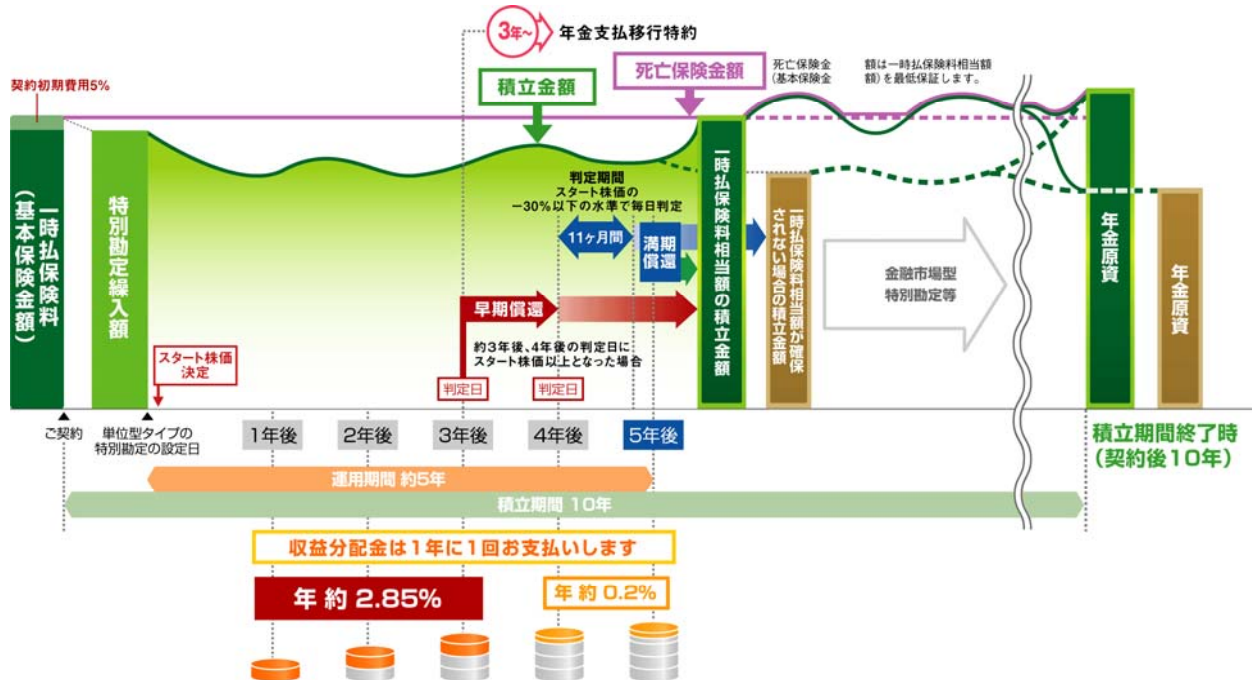 3年~
年金支払移行特約
契約初期費用5%
積立金額
死亡保険金額
死亡保険金額は一時払保険料相当額
(基本保険金額)を最低保証します。
一時払保険料
(基本保険金額)
特別勘定繰入額
判定期間
スタート株価の
ー30%以下の水準で毎日判定
11ヶ月間
満期
償還
早期償還
約3年後、4年後の判定日に
スタート株価以上となった場合
スタート株価
決定
判定日
判定日
一時払保険料相当額の積立金額
一時払保険料相当額が確保
されない場合の積立金額
金融市場型
特別勘定等
年金原資
年金原資
ご契約
単位型タイプの
特別勘定の設定日
1年後
2年後
3年後
4年後
5年後
積立期間終了時
(契約後10年)
運用期間 約5年
積立期間 10年
収益分配金は1年に1回お支払いします
年 約 2.85%
年 約 0.2%